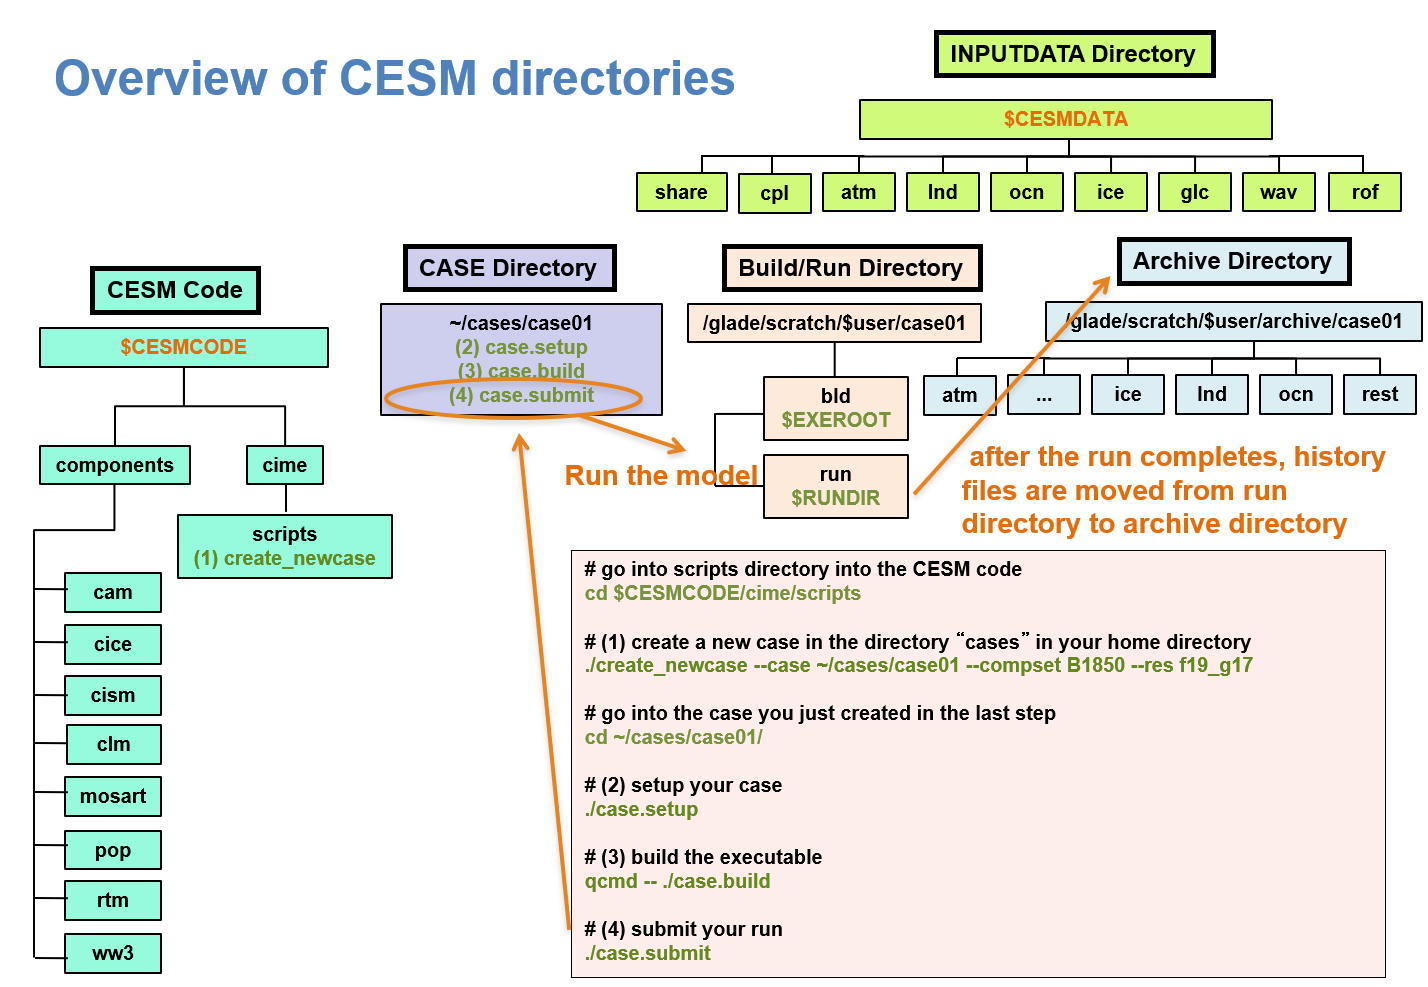 Overview of CESM directories
INPUTDATA Directory
$CESMDATA
share
cpl
atm
lnd
ocn
ice
glc
wav
rof
CESM Code
$CESMCODE
components
cime
scripts
(1) create_newcase
cam
cice
cism
clm
mosart
pop
rtm
ww3
CASE Directory
~/cases/case01
(2) case.setup
(3) case.build
(4) case.submit
Run the model
Build/Run Directory
/glade/scratch/$user/case01
bld
$EXEROOT
run
$RUNDIR
Archive Directory
/glade/scratch/$user/archive/case01
atm
...
ice
lnd
ocn
rest
after the run completes, history
files are moved from run
directory to archive directory
# go into scripts directory into the CESM code
cd $CESMCODE/cime/scripts
# (1) create a new case in the directory “cases” in your home directory
./create_newcase --case ~/cases/case01 --compset B1850 --res f19_g17
# go into the case you just created in the last step
cd ~/cases/case01/
# (2) setup your case
./case.setup
# (3) build the executable
qcmd -- ./case.build
# (4) submit your run
./case.submit